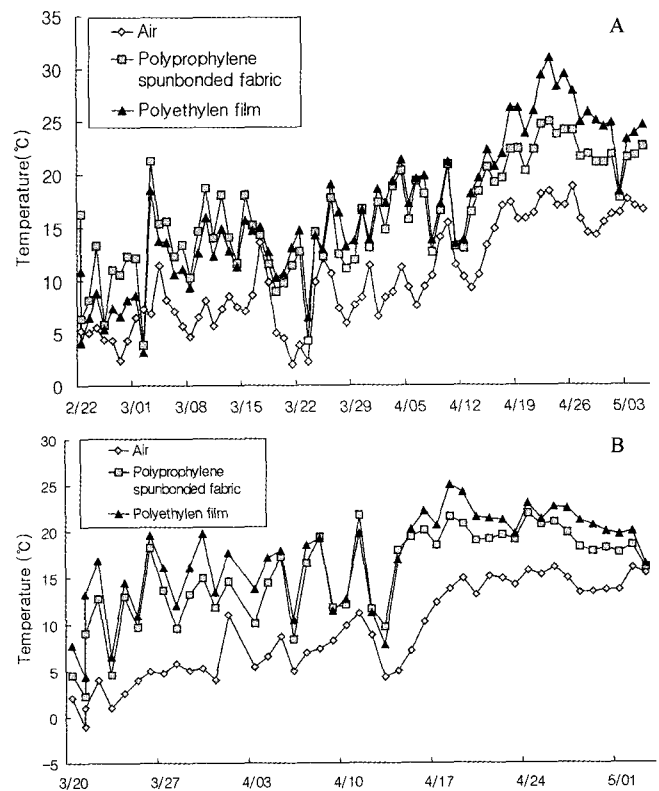 A
Air
Polyprophylene
spunbonded fabric
Polyethylen film
Temperature(℃)
35
30
25
20
15
10
5
0
2/22 3/01 3/08 3/15 3/22 3/29 4/05 4/12 4/19 4/26 5/03
B
Air
Polyprophylene
spunbonded fabric
Polyethylen film
Temperature (℃)
30
25
20
15
10
5
0
−5
3/20 3/27 4/03 4/10 4/17 4/24 5/01